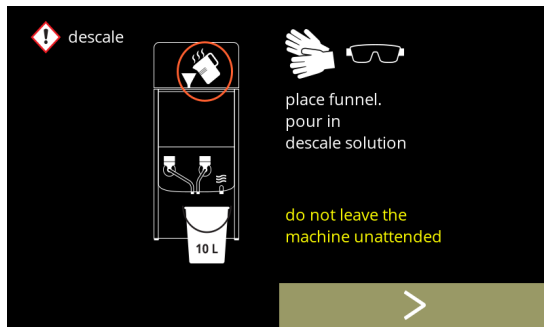 descale
place funnel.
pour in
descale solution
do not leave the
machine unattended
10 L